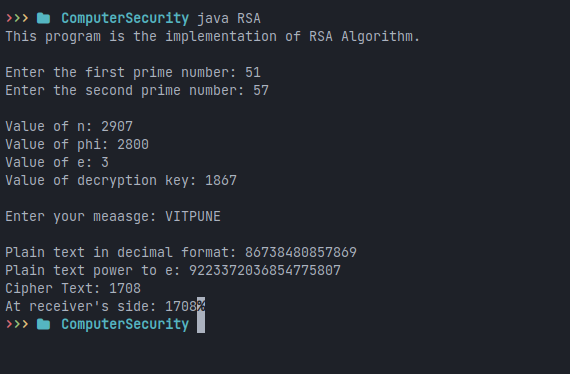 >>> ComputerSecurity java RSA
This program is the implementation of RSA Algorithm.
Enter the first prime number: 51
Enter the second prime number: 57
Value of n: 2907
Value of phi: 2800
Value of e: 3
Value of decryption key: 1867
Enter your meaasge: VITPUNE
Plain text in decimal format: 86738480857869
Plain text power to e: 9223372036854775807
Cipher Text: 1708
At receiver's side: 1708%
>>> ComputerSecurity